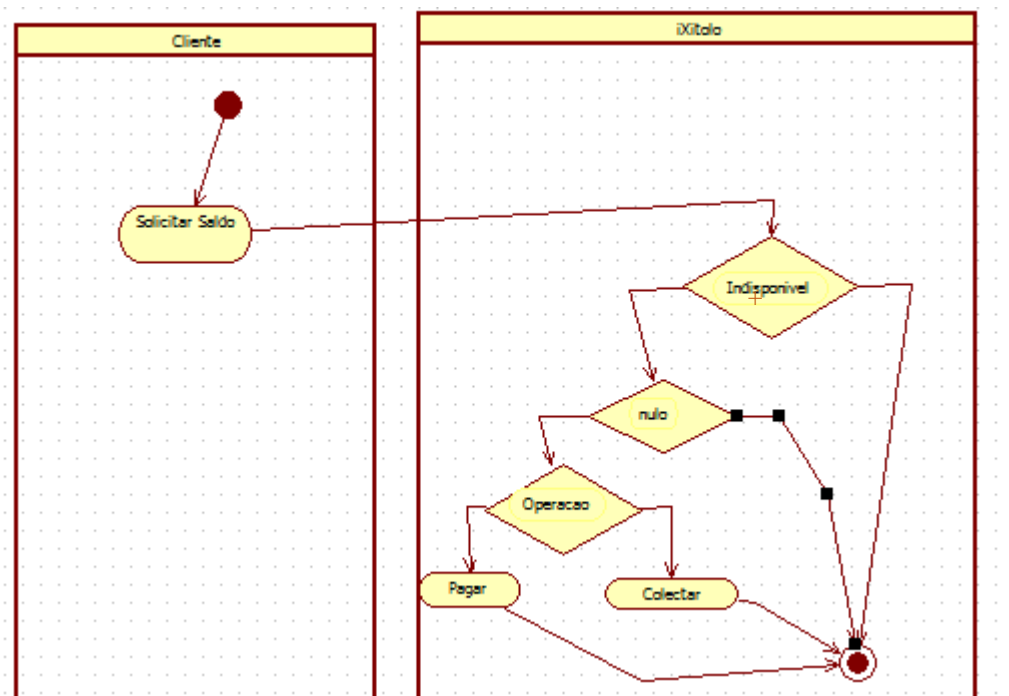 Cliente
iXitolo
Solicitar Saldo
Indisponivel
nulo
Operacao
Pagar
Colectar